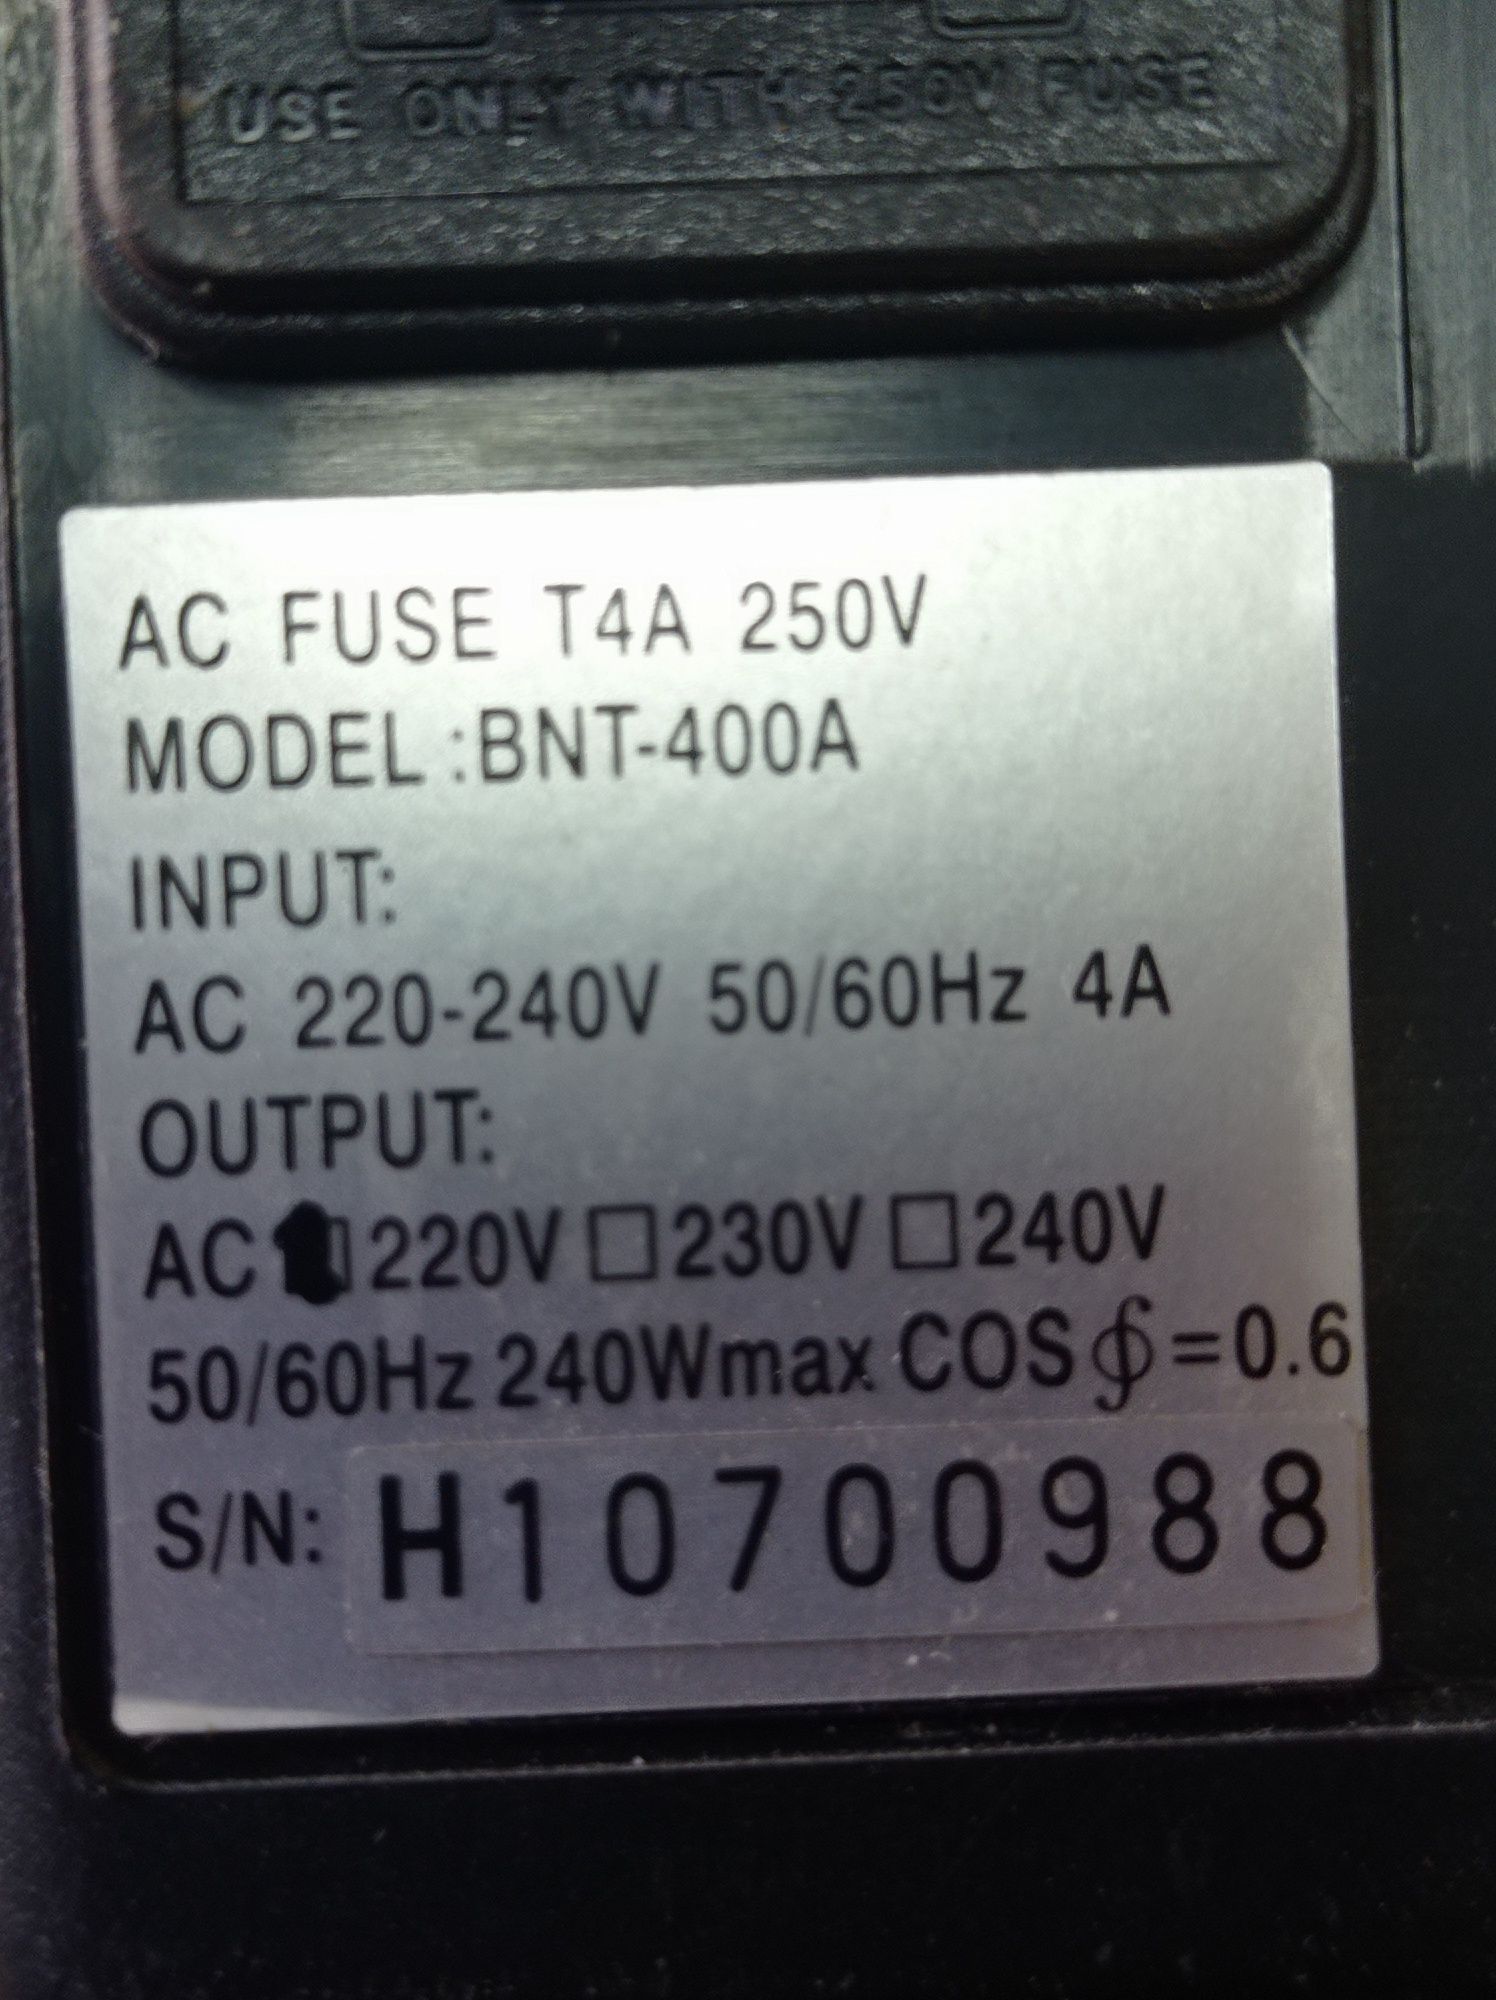 USE ONLY WITH 250V FUSE
AC FUSE T4A 250V
MODEL :BNT-400A
INPUT:
AC 220-240V 50/60Hz 4A
OUTPUT:
AC ■ 220V □ 230V □ 240V
50/60Hz 240Wmax COS∮=0.6
S/N: H10700988